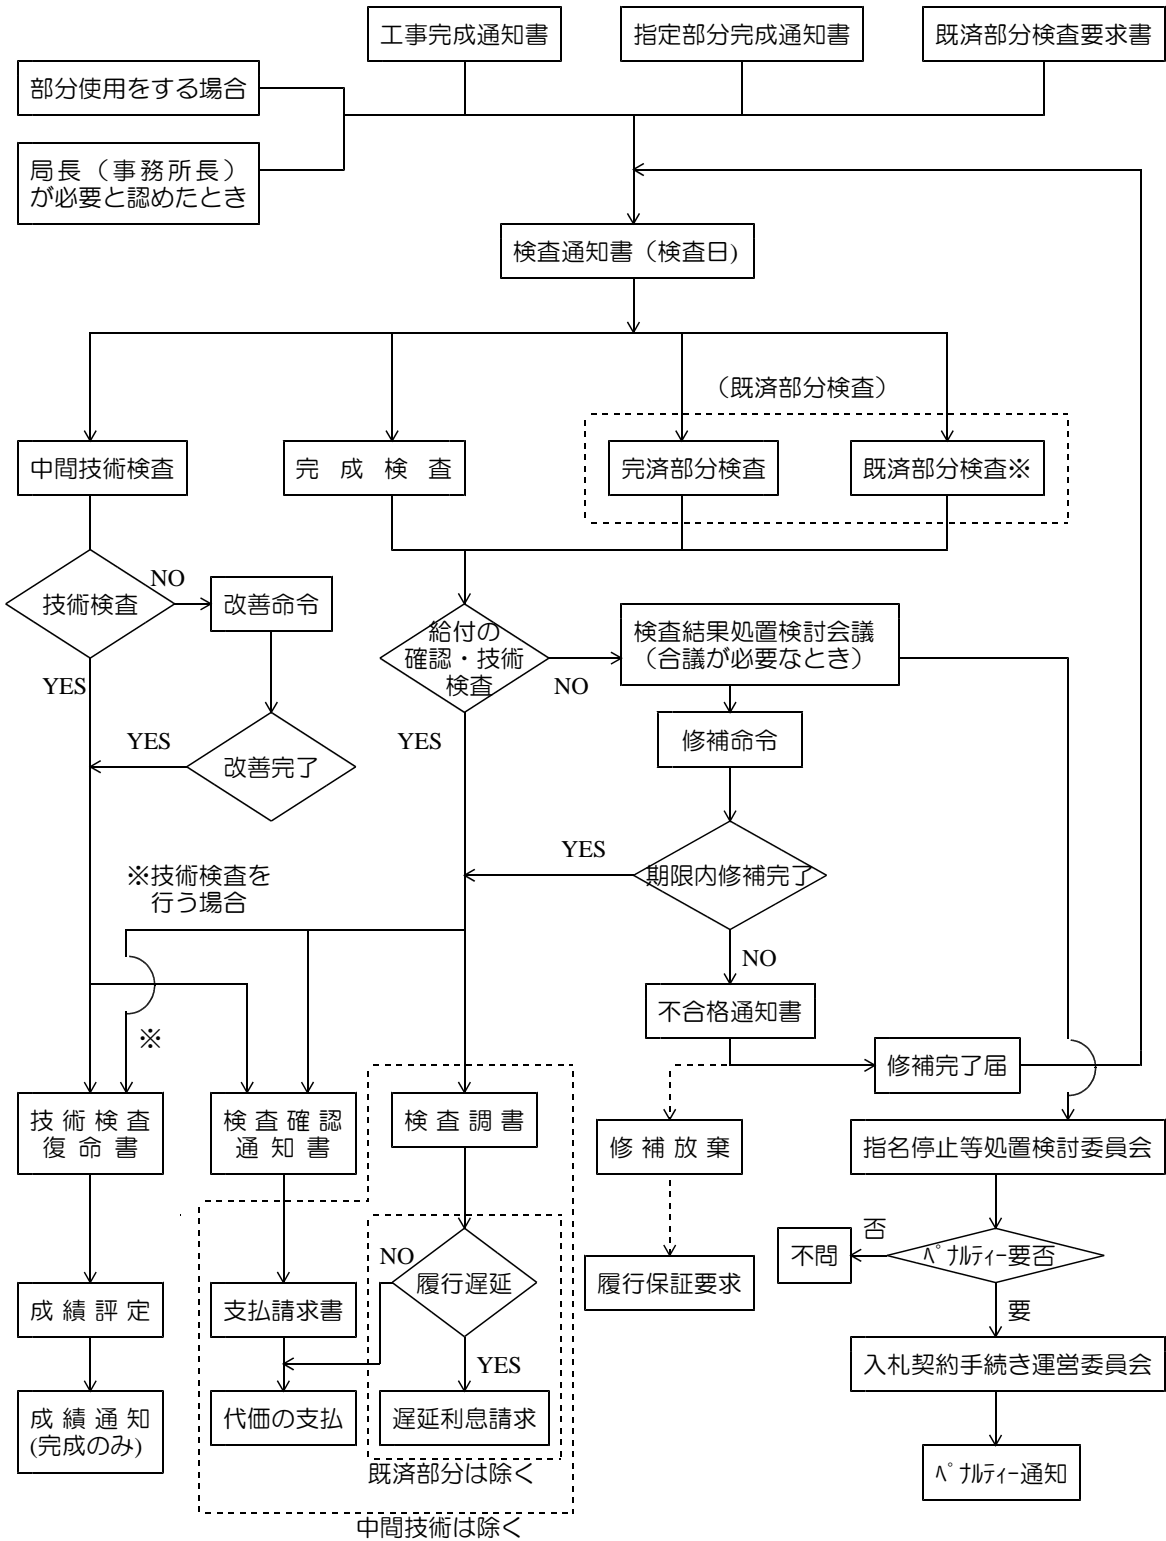 工事完成通知書
指定部分完成通知書
既済部分検査要求書
部分使用をする場合
局長（事務所長）
が必要と認めたとき
検査通知書（検査日)
（既済部分検査）
中間技術検査
完成検査
完済部分検査
既済部分検査※
技術検査
NO
改善命令
YES
給付の
確認・技術
検査
NO
検査結果処置検討会議
（合議が必要なとき）
YES
改善完了
YES
修補命令
YES
期限内修補完了
※技術検査を
行う場合
NO
不合格通知書
※
修補完了届
技術検査
復命書
検査確認
通知書
検査調書
修補放棄
指名停止等処置検討委員会
NO
履行遅延
履行保証要求
不問
否
ﾍﾟﾅﾙﾃｨｰ要否
成績評定
支払請求書
YES
要
入札契約手続き運営委員会
成績通知
(完成のみ)
代価の支払
遅延利息請求
既済部分は除く
ﾍﾟﾅﾙﾃｨｰ通知
中間技術は除く